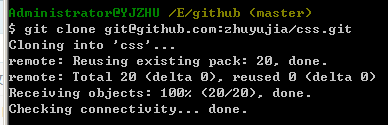 Administrator@YJZHU /E/github (master)
$ git clone git@github.com:zhuyujia/css.git
Cloning into 'css'...
remote: Reusing existing pack: 20, done.
remote: Total 20 (delta 0), reused 0 (delta 0)
Receiving objects: 100% (20/20), done.
Checking connectivity... done.